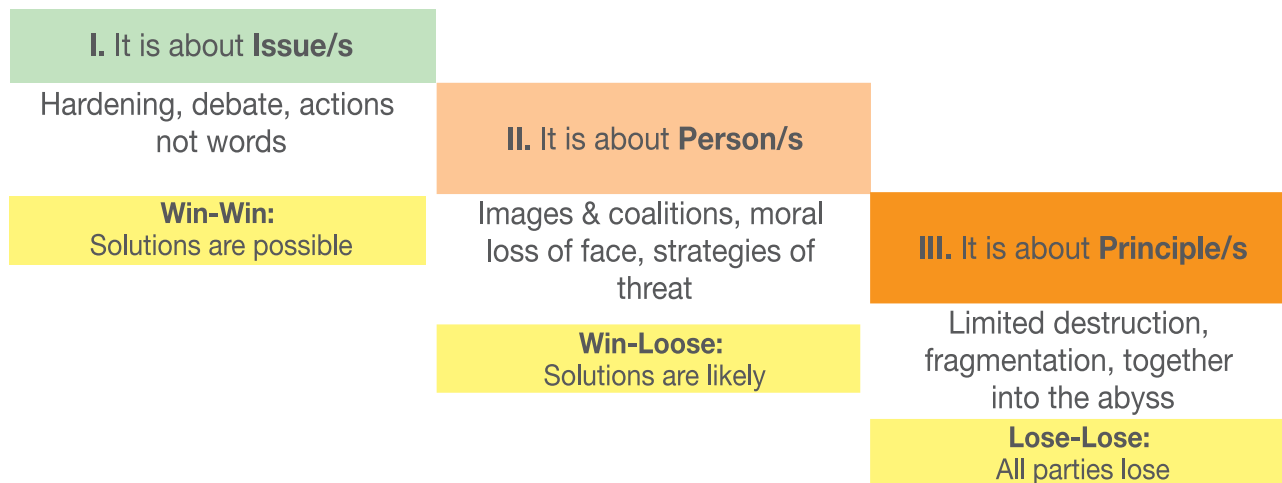 I. It is about Issue/s
Hardening, debate, actions
not words
Win-Win:
Solutions are possible
II. It is about Person/s
Images & coalitions, moral
loss of face, strategies of
threat
Win-Loose:
Solutions are likely
III. It is about Principle/s
Limited destruction,
fragmentation, together
into the abyss
Lose-Lose:
All parties lose